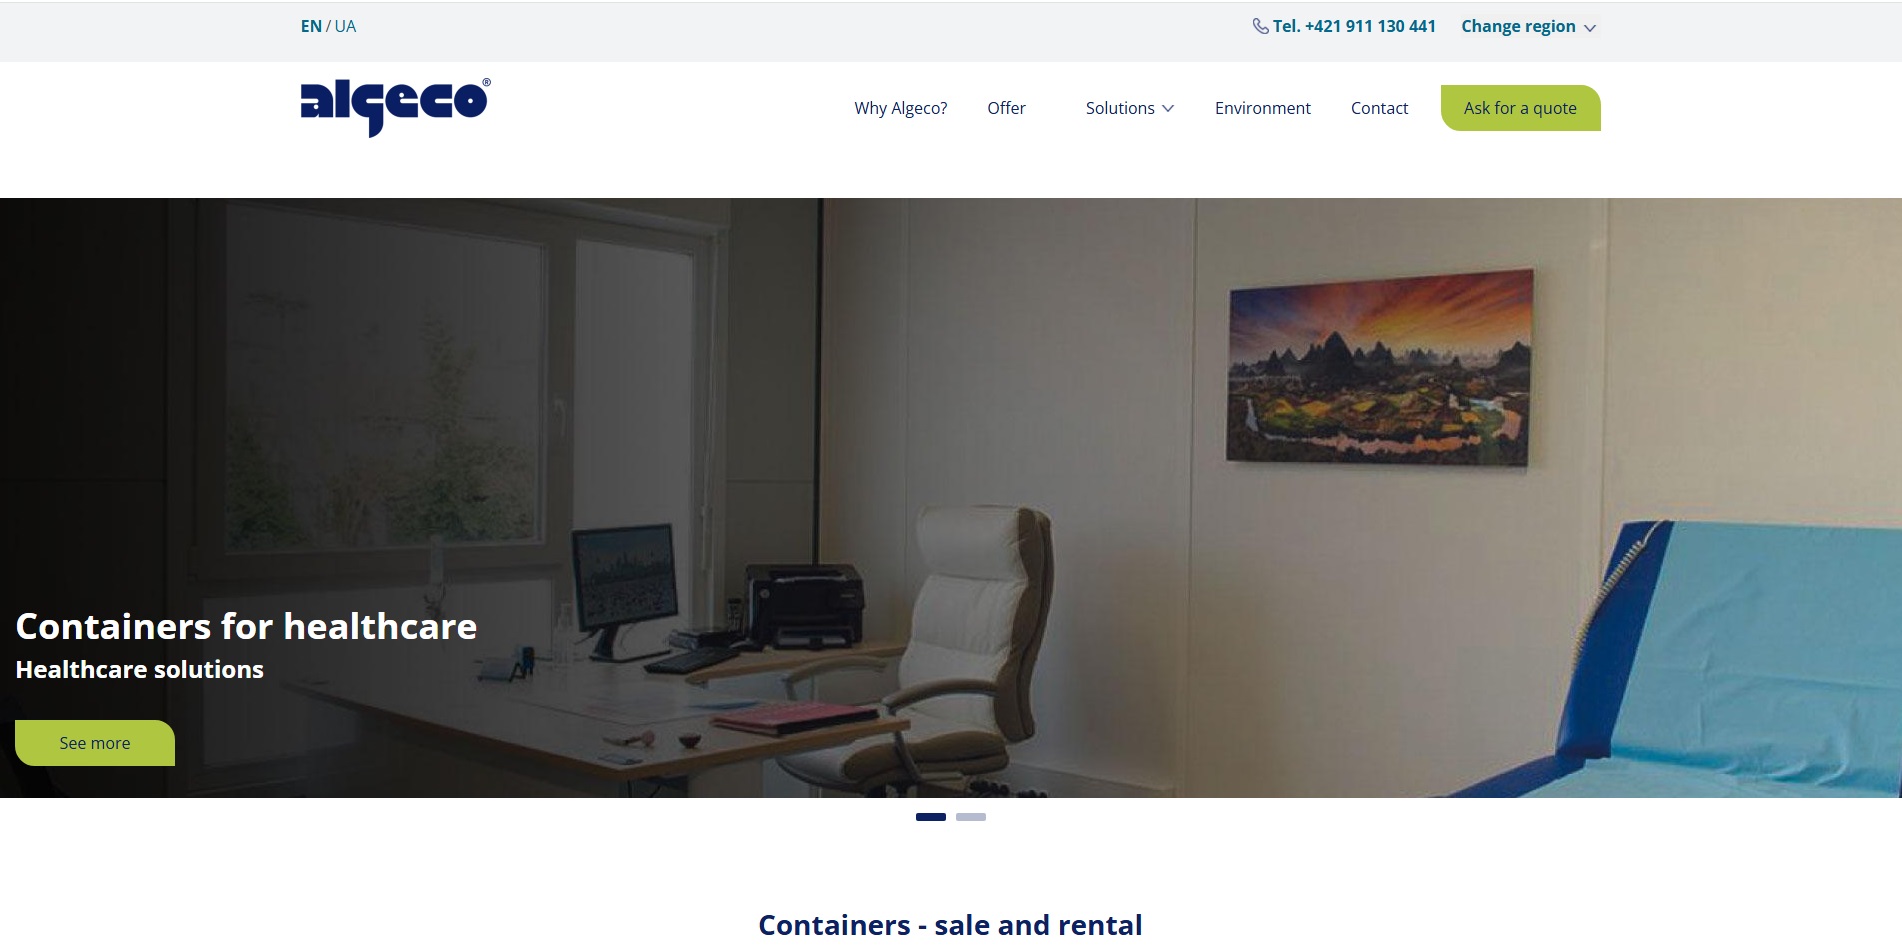 EN / UA
Tel. +421 911 130 441
Change region
algeco®
Why Algeco?
Offer
Solutions
Environment
Contact
Ask for a quote
Containers for healthcare
Healthcare solutions
See more
Containers - sale and rental